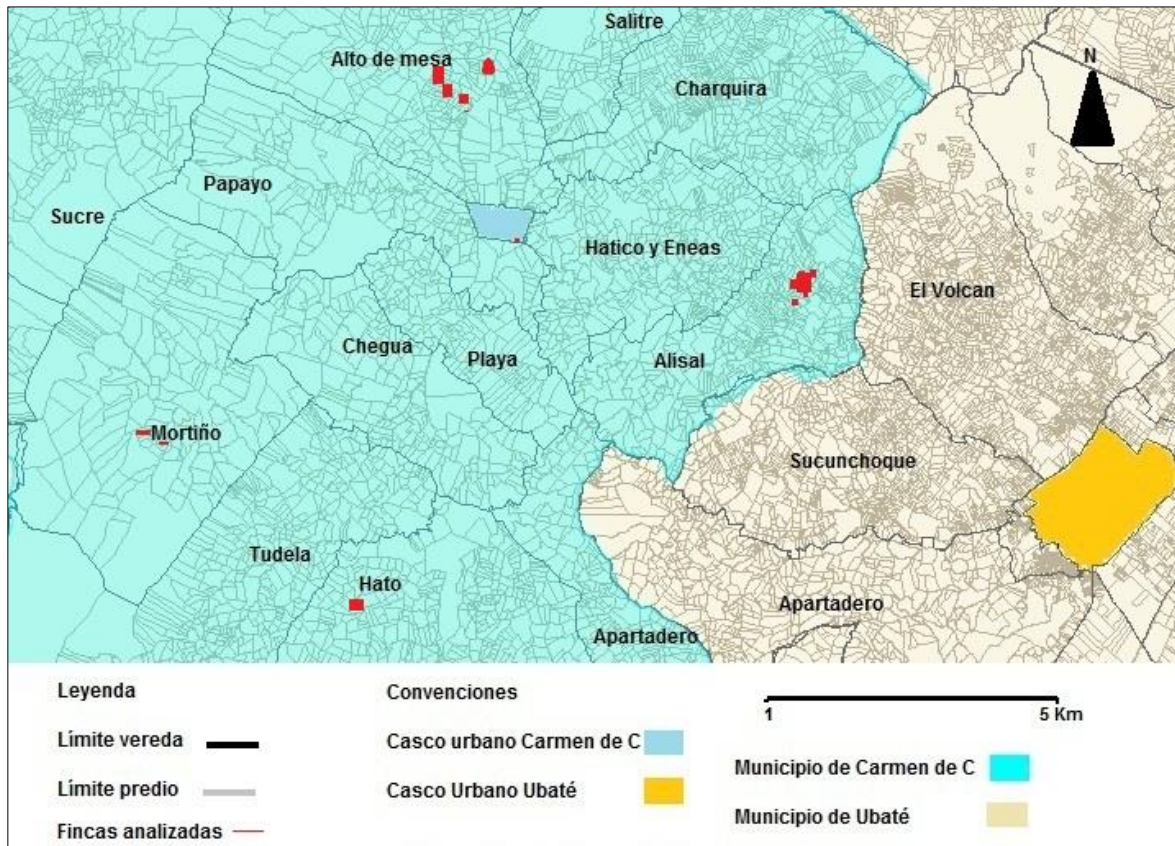 Salitre
Alto de mesa
N
Charquira
Papayo
Sucre
Hatico y Eneas
El Volcan
Chegua
Playa
Alisal
Mortiño
Sucunchoque
Tudela
Hato
Apartadero
Apartadero
Leyenda
Límite vereda
Límite predio
Fincas analizadas
Convenciones
Casco urbano Carmen de C
Casco Urbano Ubaté
1 5 Km
Municipio de Carmen de C
Municipio de Ubaté